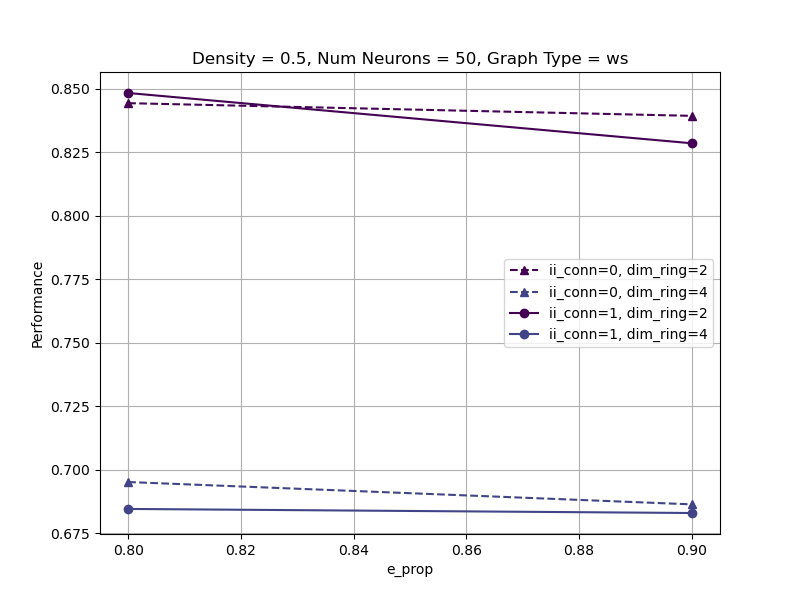 Density = 0.5, Num Neurons = 50, Graph Type = ws
0.850
0.825
0.800
0.775
0.750
0.725
0.700
0.675
Performance
ii_conn=0, dim_ring=2
ii_conn=0, dim_ring=4
ii_conn=1, dim_ring=2
ii_conn=1, dim_ring=4
0.80 0.82 0.84 0.86 0.88 0.90
e_prop